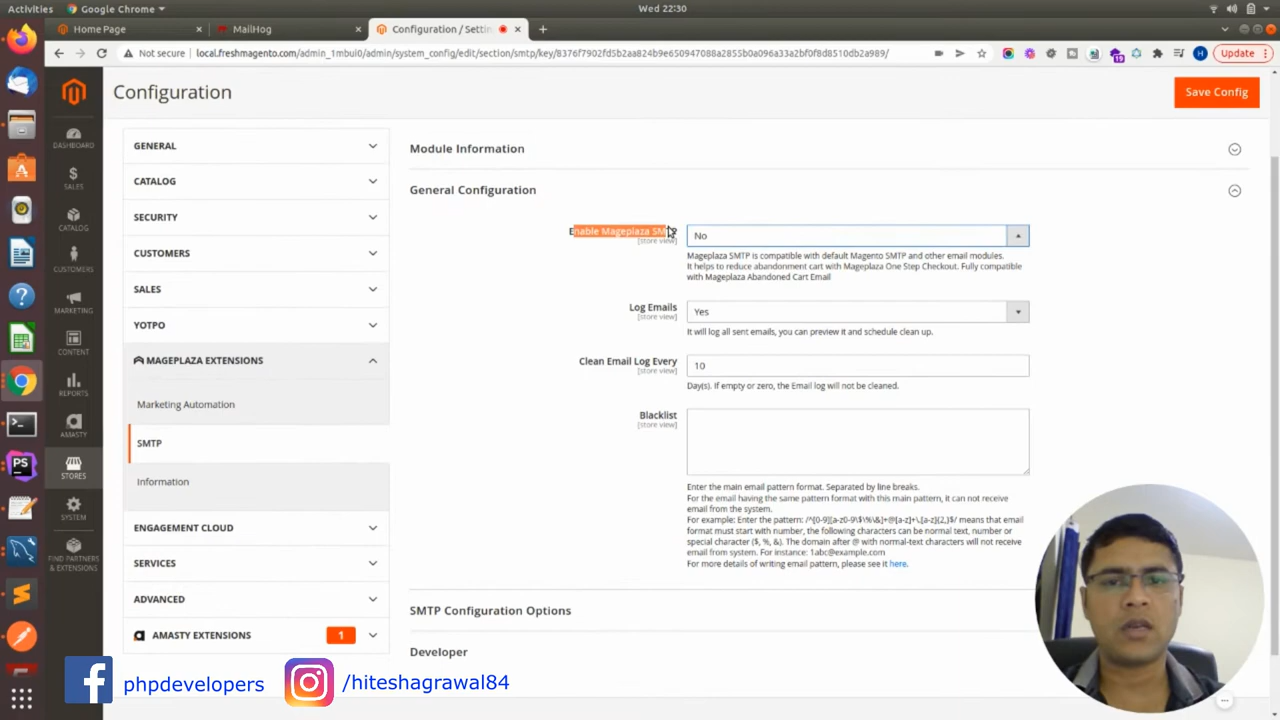 Activities
Google Chrome
Wed 22:30
Home Page
MailHog
Configuration / Settin
Not secure
local.freshmagento.com/admin_1mbui0/admin/system_config/edit/section/smtp/key/8376f7902fd5b2aa824b9e650947088a2855b0a096a33a2bf0f8d8510db2a989/
19
H
Update
Configuration
Save Config
DASHBOARD
SALES
CATALOG
CUSTOMERS
MARKETING
CONTENT
REPORTS
AMASTY
STORES
SYSTEM
FIND PARTNERS
& EXTENSIONS
GENERAL
CATALOG
SECURITY
CUSTOMERS
SALES
YOTPO
MAGEPLAZA EXTENSIONS
Marketing Automation
SMTP
Information
ENGAGEMENT CLOUD
SERVICES
ADVANCED
AMASTY EXTENSIONS 1
Module Information
General Configuration
Enable Mageplaza SMTP
[store view]
No
Mageplaza SMTP is compatible with default Magento SMTP and other email modules.
It helps to reduce abandonment cart with Mageplaza One Step Checkout. Fully compatible
with Mageplaza Abandoned Cart Email
Log Emails
[store view]
Yes
It will log all sent emails, you can preview it and schedule clean up.
Clean Email Log Every
[store view]
10
Day(s). If empty or zero, the Email log will not be cleaned.
Blacklist
[store view]
Enter the main email pattern format. Separated by line breaks.
For the email having the same pattern format with this main pattern, it can not receive
email from the system.
For example: Enter the pattern: /^[0-9][a-z0-9\$\%\&]+@[a-z]+\.[a-z]{2,}$/ means that email
format must start with number, the following characters can be normal text, number or
special character ($, %, &). The domain after @ with normal-text characters will not receive
email from system. For instance: 1abc@example.com
For more details of writing email pattern, please see it here.
SMTP Configuration Options
Developer
PS
phpdevelopers
/hiteshagrawal84